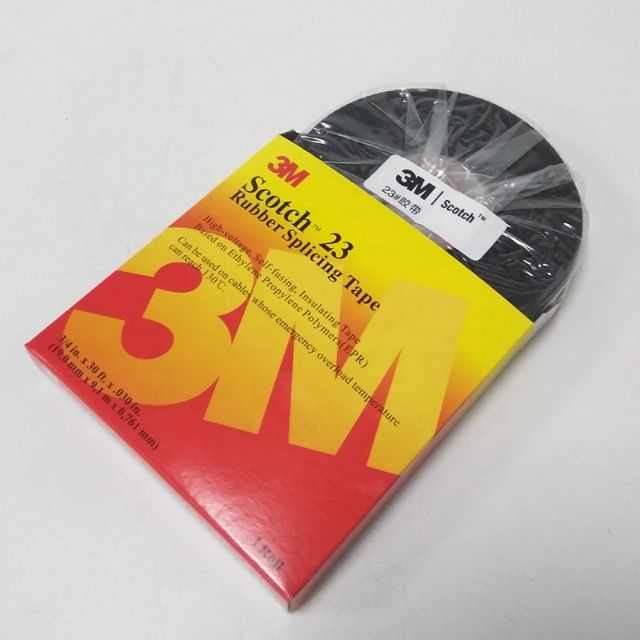 3M
Scotch™ 23
Rubber Splicing Tape
High-voltage, Self-fusing, Insulating Tape
Based on Ethylene Propylene Polymers(EPR)
Can be used on cables whose emergency overload temperature
can reach 130℃.
3M
3/4 in. x 30 ft. x .030 in.
(19,0 mm x 9,1 m x 0,761 mm)
1 Roll
3M | Scotch™
23#胶带